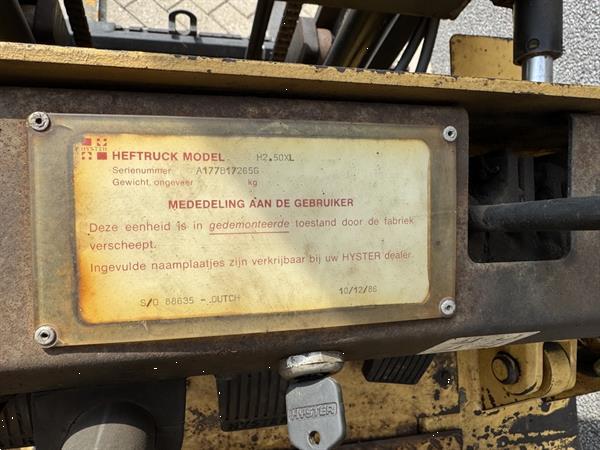 HYSTER
HEFTRUCK MODEL H2.50XL
Serienummer A177B17265G
Gewicht, ongeveer kg
MEDEDELING AAN DE GEBRUIKER
Deze eenheid is in gedemonteerde toestand door de fabriek
verscheept.
Ingevulde naamplaatjes zijn verkrijgbaar bij uw HYSTER dealer.
S/O 88635 - DUTCH 10/12/86
HYSTER